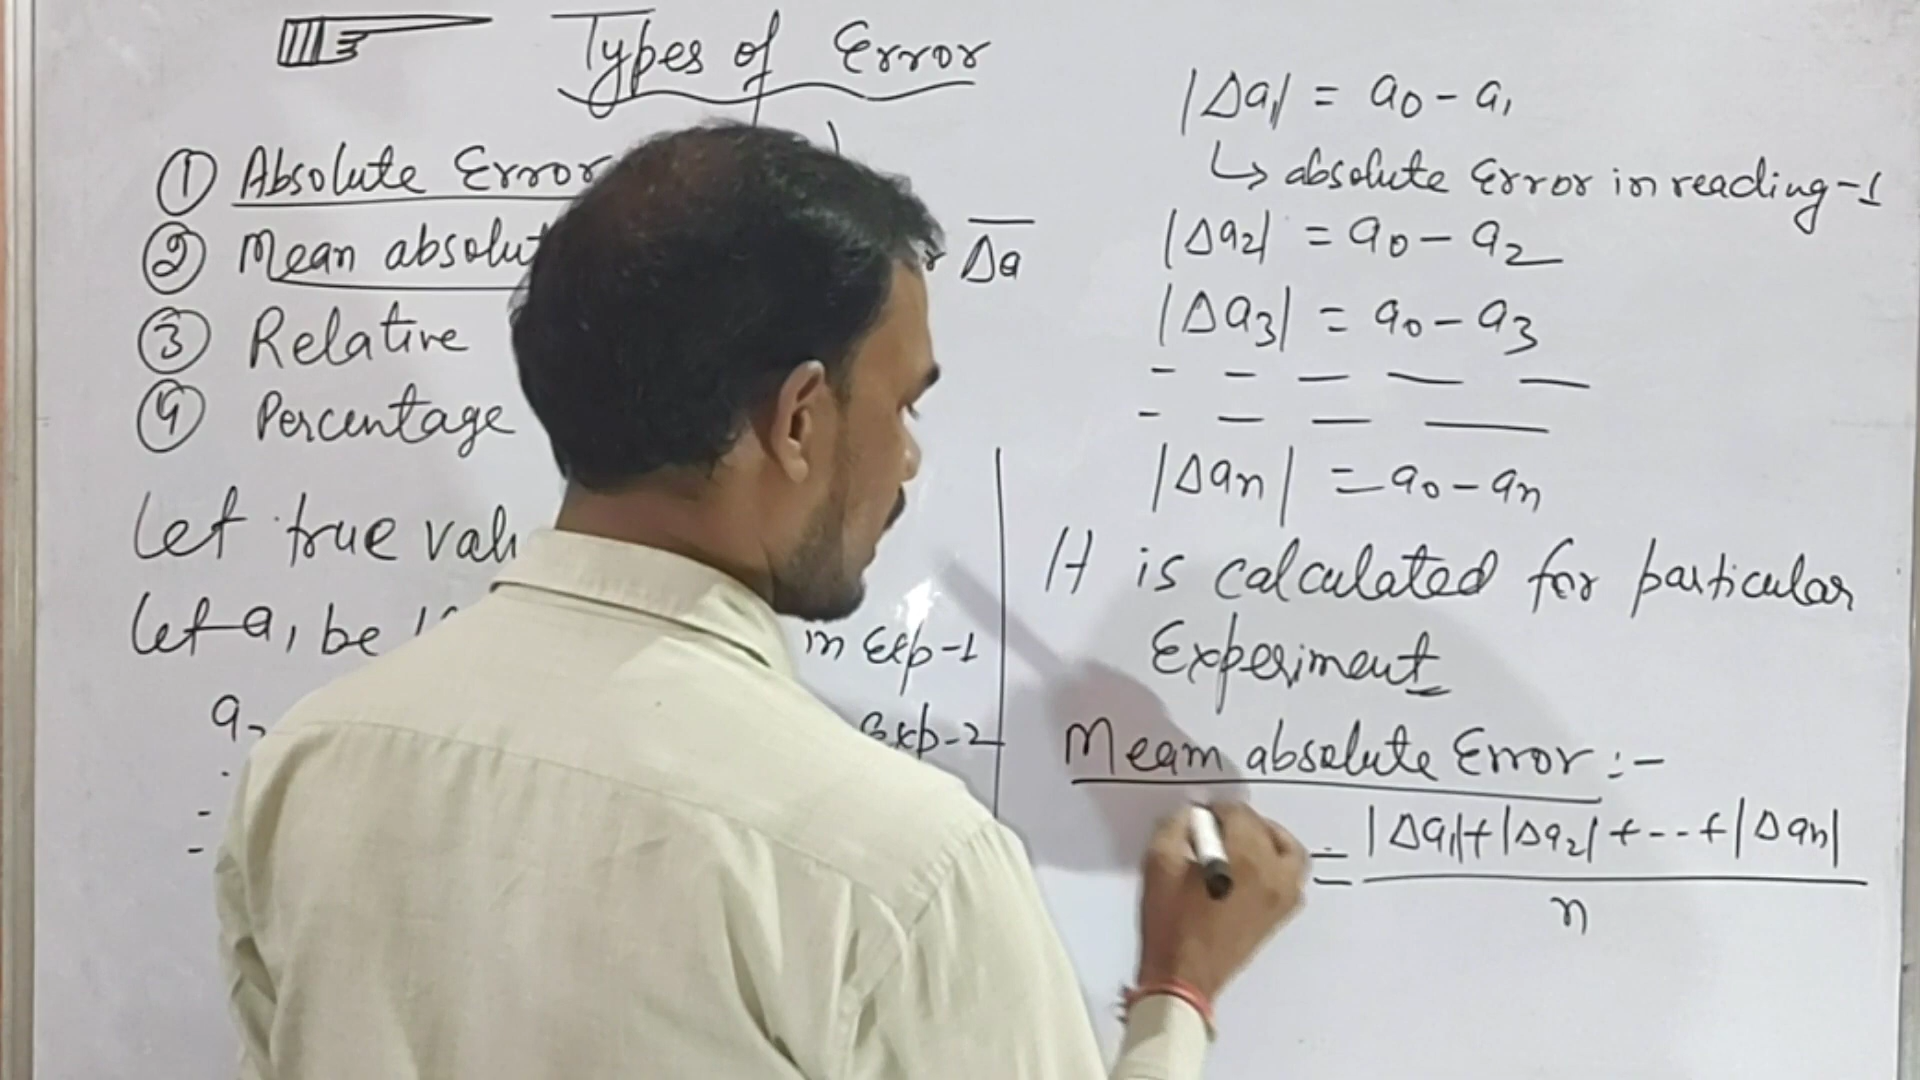 Types of Error
① Absolute Error
② Mean absolut
Δa̅
③ Relative
④ Percentage
Let true valu
Let a₁ be
in Exp-1
a₂
Exp-2
|Δa₁| = a₀ - a₁
↳ absolute Error in reading-1
|Δa₂| = a₀ - a₂
|Δa₃| = a₀ - a₃
- - - - -
- - - -
|Δan| = a₀ - an
It is calculated for particular
Experiment
Mean absolute Error :-
= |Δa₁|+|Δa₂|+--+|Δan|
n